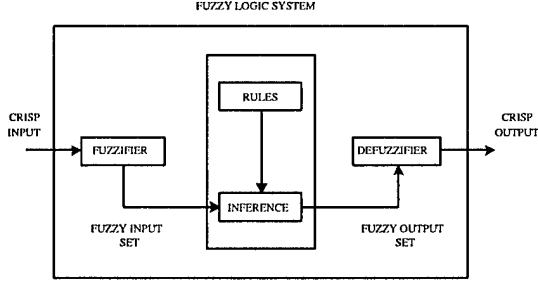 FUZZY LOGIC SYSTEM
RULES
CRISP
INPUT
CRISP
OUTPUT
FUZZIFIER
DEFUZZIFIER
INFERENCE
FUZZY INPUT
SET
FUZZY OUTPUT
SET